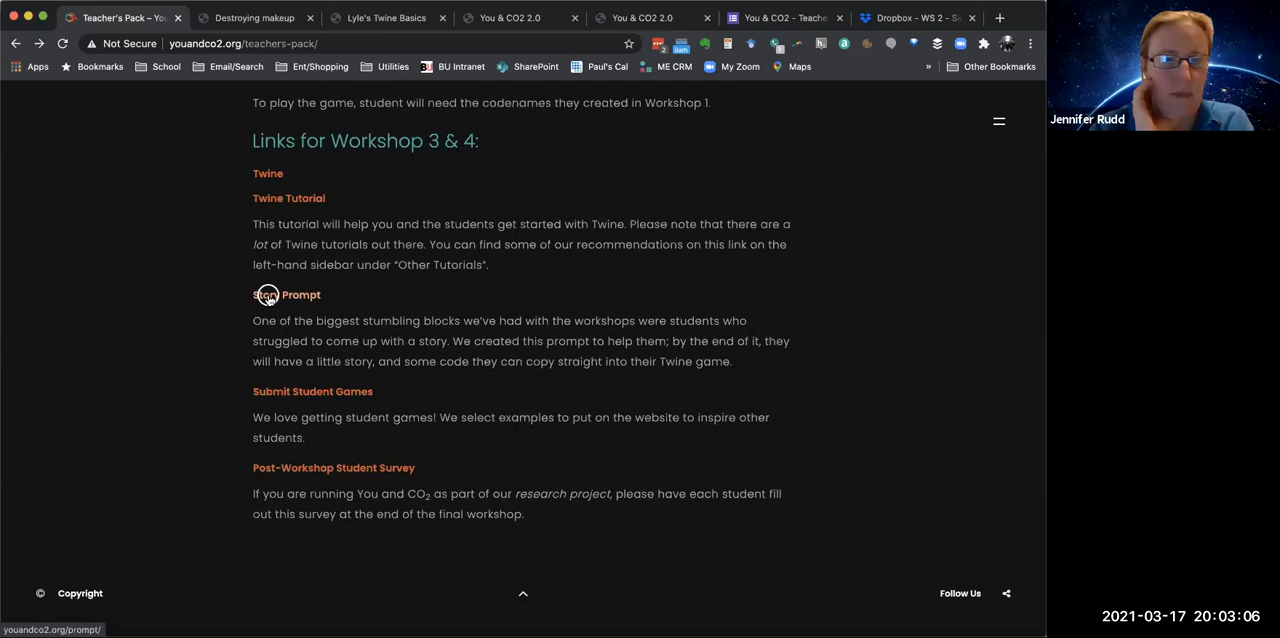 Teacher's Pack – Yo
Destroying makeup
Lyle's Twine Basics
You & CO2 2.0
You & CO2 2.0
You & CO2 - Teache
Dropbox - WS 2 - Si
Not Secure
youandco2.org/teachers-pack/
2
9am
Apps
Bookmarks
School
Email/Search
Ent/Shopping
Utilities
BU Intranet
SharePoint
Paul's Cal
ME CRM
My Zoom
Maps
»
Other Bookmarks
To play the game, student will need the codenames they created in Workshop 1.
Links for Workshop 3 & 4:
Twine
Twine Tutorial
This tutorial will help you and the students get started with Twine. Please note that there are a
lot of Twine tutorials out there. You can find some of our recommendations on this link on the
left-hand sidebar under “Other Tutorials”.
Story Prompt
One of the biggest stumbling blocks we’ve had with the workshops were students who
struggled to come up with a story. We created this prompt to help them; by the end of it, they
will have a little story, and some code they can copy straight into their Twine game.
Submit Student Games
We love getting student games! We select examples to put on the website to inspire other
students.
Post-Workshop Student Survey
If you are running You and CO₂ as part of our research project, please have each student fill
out this survey at the end of the final workshop.
© Copyright
Follow Us
youandco2.org/prompt/
Jennifer Rudd
2021-03-17 20:03:06